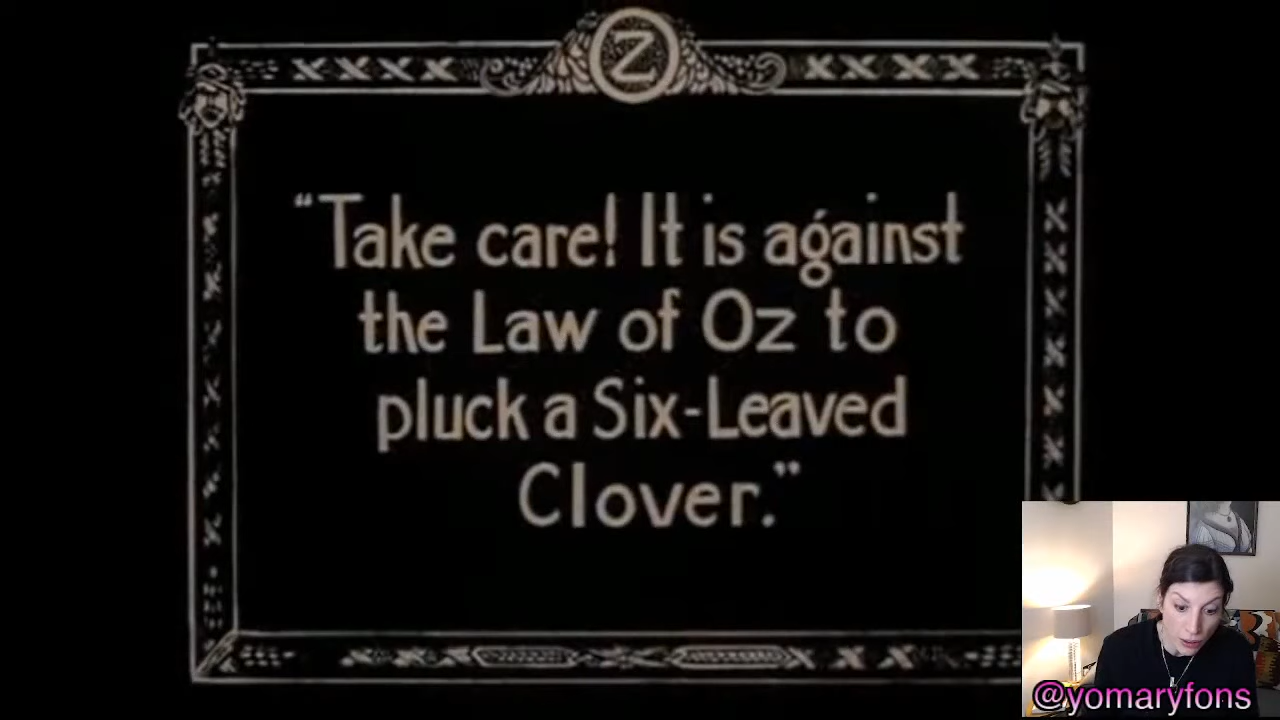 Z
“Take care! It is against
the Law of Oz to
pluck a Six-Leaved
Clover.”
@yomaryfons